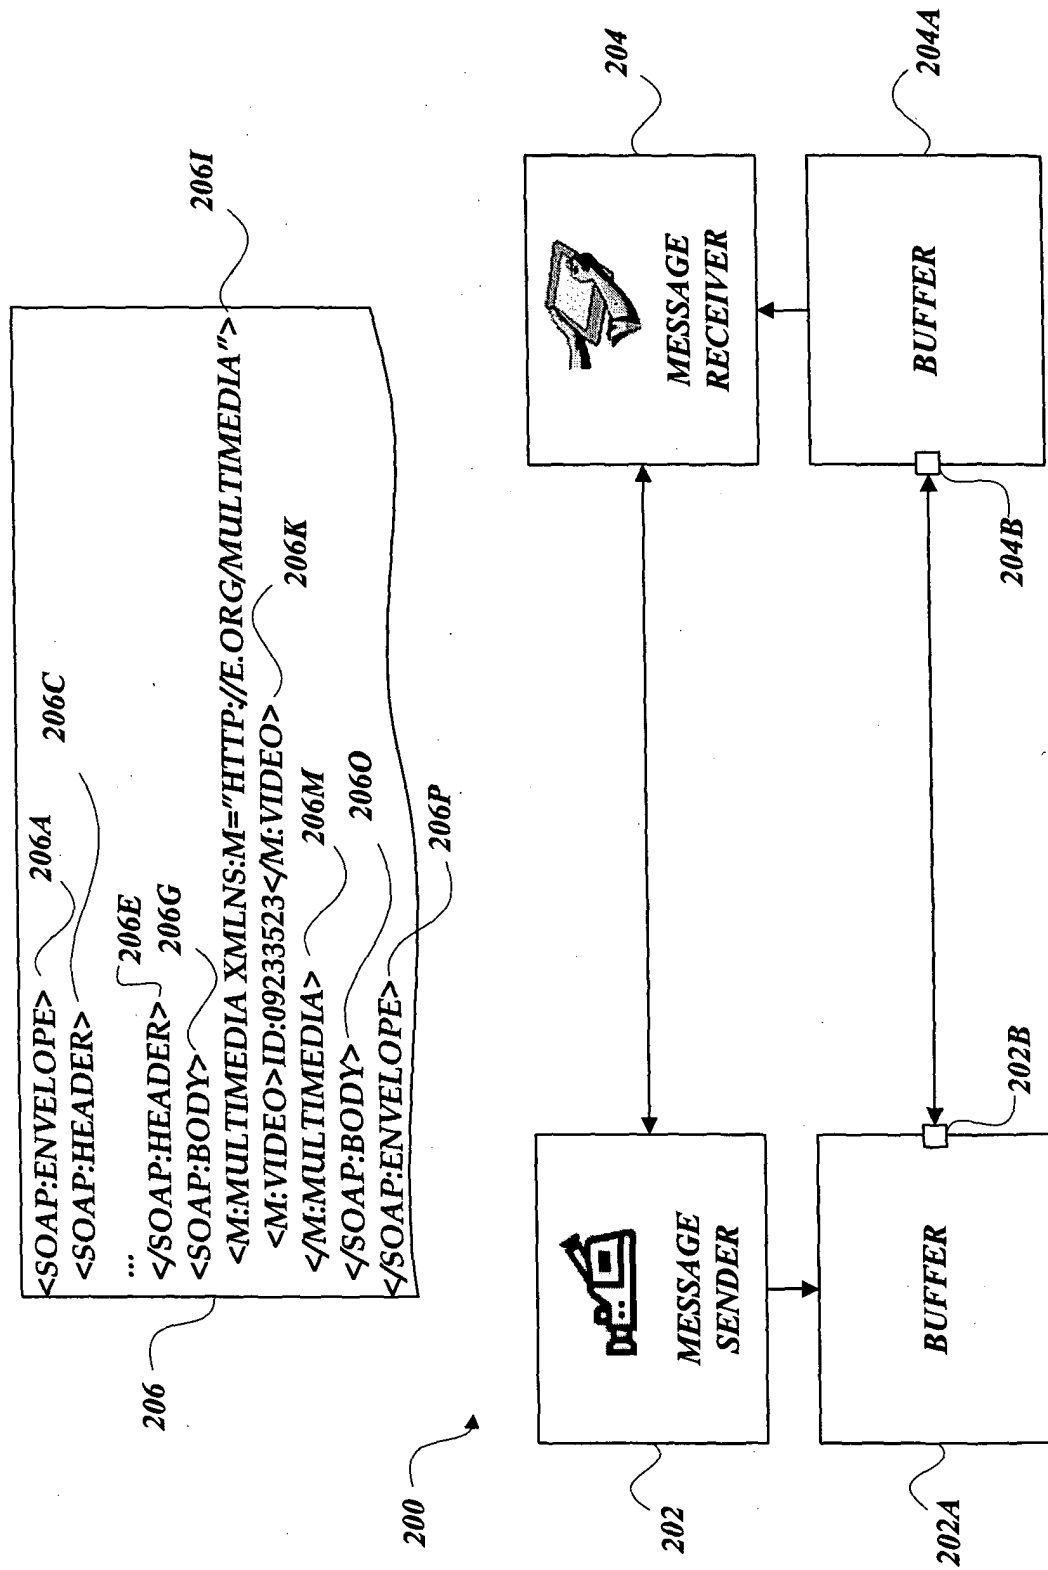 <SOAP:ENVELOPE> 206A
<SOAP:HEADER> 206C
... 206E
</SOAP:HEADER> 206G
<SOAP:BODY>
<M:MULTIMEDIA XMLNS:M="HTTP://E.ORG/MULTIMEDIA"> 206I
<M:VIDEO>ID:09233523</M:VIDEO> 206K
</M:MULTIMEDIA> 206M
</SOAP:BODY> 206O
</SOAP:ENVELOPE> 206P
206
200
202
MESSAGE
SENDER
MESSAGE
RECEIVER
204
202A
BUFFER
202B
204B
BUFFER
204A